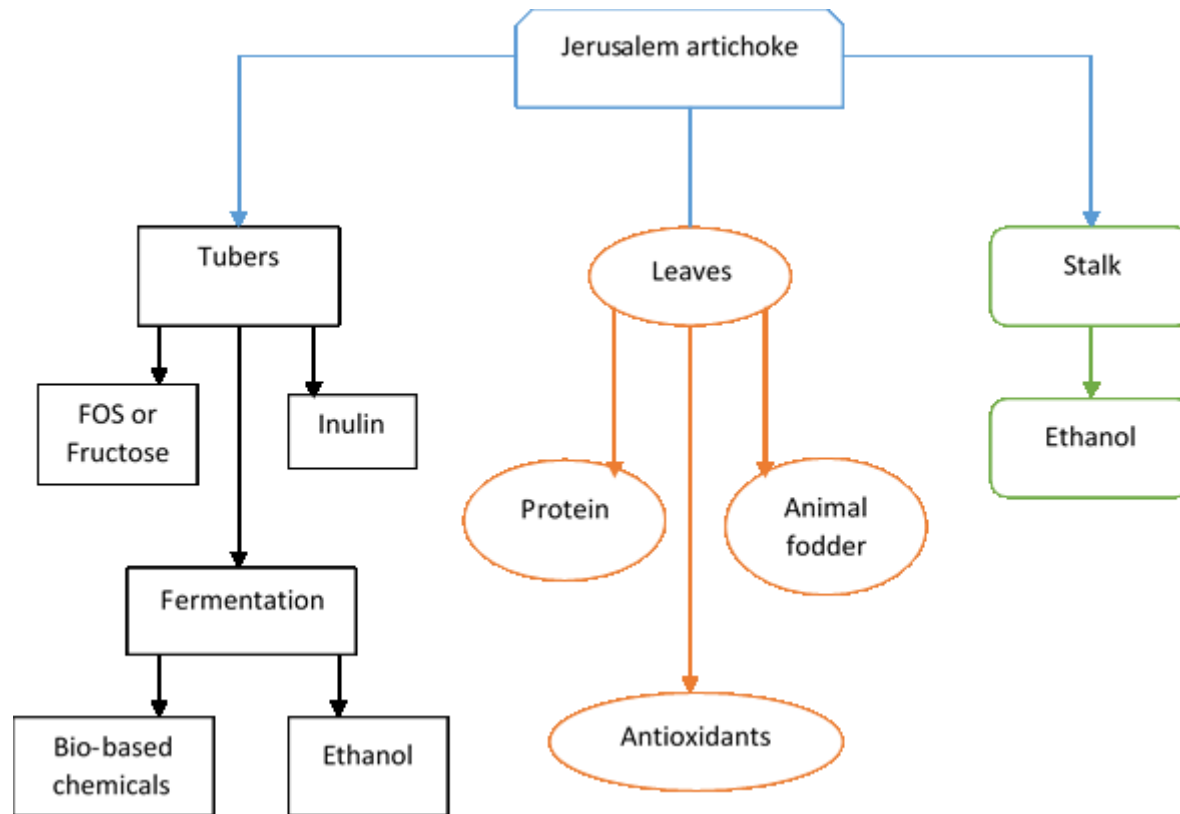 Jerusalem artichoke
Tubers
Leaves
Stalk
FOS or
Fructose
Inulin
Ethanol
Protein
Animal
fodder
Fermentation
Antioxidants
Bio-based
chemicals
Ethanol